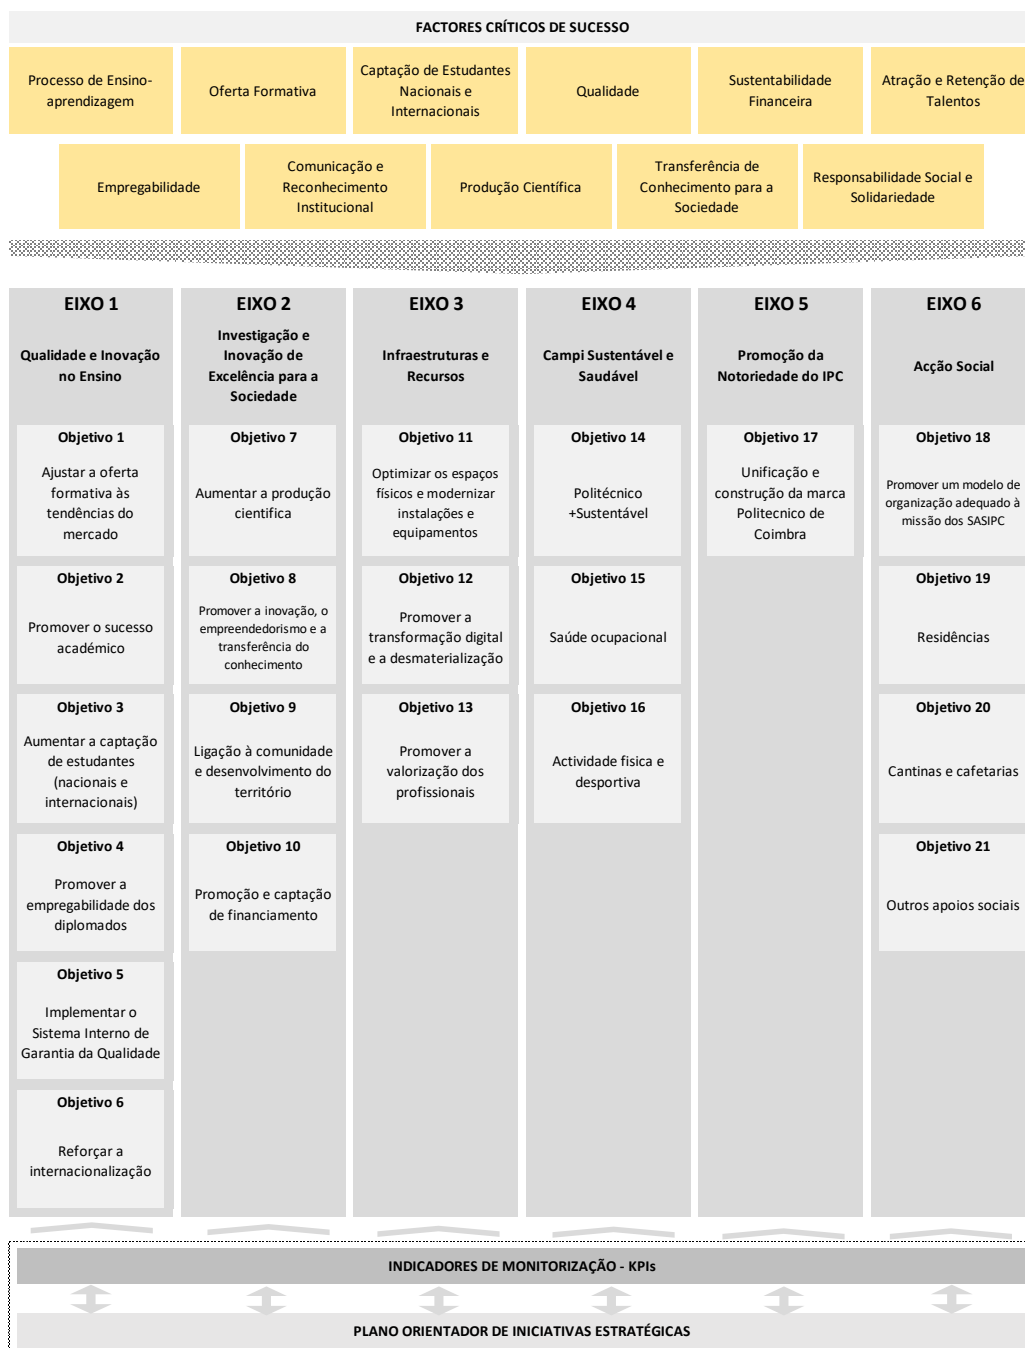 FACTORES CRÍTICOS DE SUCESSO
Processo de Ensino-
aprendizagem
Oferta Formativa
Captação de Estudantes
Nacionais e
Internacionais
Qualidade
Sustentabilidade
Financeira
Atração e Retenção de
Talentos
Empregabilidade
Comunicação e
Reconhecimento
Institucional
Produção Científica
Transferência de
Conhecimento para a
Sociedade
Responsabilidade Social e
Solidariedade
EIXO 1
Qualidade e Inovação
no Ensino
Objetivo 1
Ajustar a oferta
formativa às
tendências do
mercado
Objetivo 2
Promover o sucesso
académico
Objetivo 3
Aumentar a captação
de estudantes
(nacionais e
internacionais)
Objetivo 4
Promover a
empregabilidade dos
diplomados
Objetivo 5
Implementar o
Sistema Interno de
Garantia da Qualidade
Objetivo 6
Reforçar a
internacionalização
EIXO 2
Investigação e
Inovação de
Excelência para a
Sociedade
Objetivo 7
Aumentar a produção
cientifica
Objetivo 8
Promover a inovação, o
empreendedorismo e a
transferência do
conhecimento
Objetivo 9
Ligação à comunidade
e desenvolvimento do
território
Objetivo 10
Promoção e captação
de financiamento
EIXO 3
Infraestruturas e
Recursos
Objetivo 11
Optimizar os espaços
físicos e modernizar
instalações e
equipamentos
Objetivo 12
Promover a
transformação digital
e a desmaterialização
Objetivo 13
Promover a
valorização dos
profissionais
EIXO 4
Campi Sustentável e
Saudável
Objetivo 14
Politécnico
+Sustentável
Objetivo 15
Saúde ocupacional
Objetivo 16
Actividade fisica e
desportiva
EIXO 5
Promoção da
Notoriedade do IPC
Objetivo 17
Unificação e
construção da marca
Politecnico de
Coimbra
EIXO 6
Acção Social
Objetivo 18
Promover um modelo de
organização adequado à
missão dos SASIPC
Objetivo 19
Residências
Objetivo 20
Cantinas e cafetarias
Objetivo 21
Outros apoios sociais
INDICADORES DE MONITORIZAÇÃO - KPIs
PLANO ORIENTADOR DE INICIATIVAS ESTRATÉGICAS